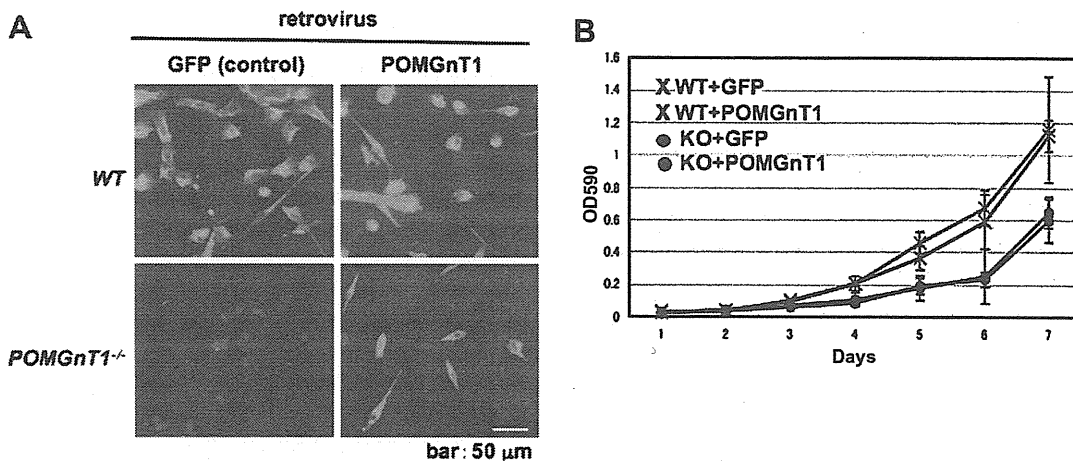 A
retrovirus
GFP (control)
POMGnT1
WT
POMGnT1-/-
bar: 50 μm
B
1.6
1.4
1.2
1
0.8
0.6
0.4
0.2
0
OD590
X WT+GFP
X WT+POMGnT1
● KO+GFP
● KO+POMGnT1
1 2 3 4 5 6 7
Days